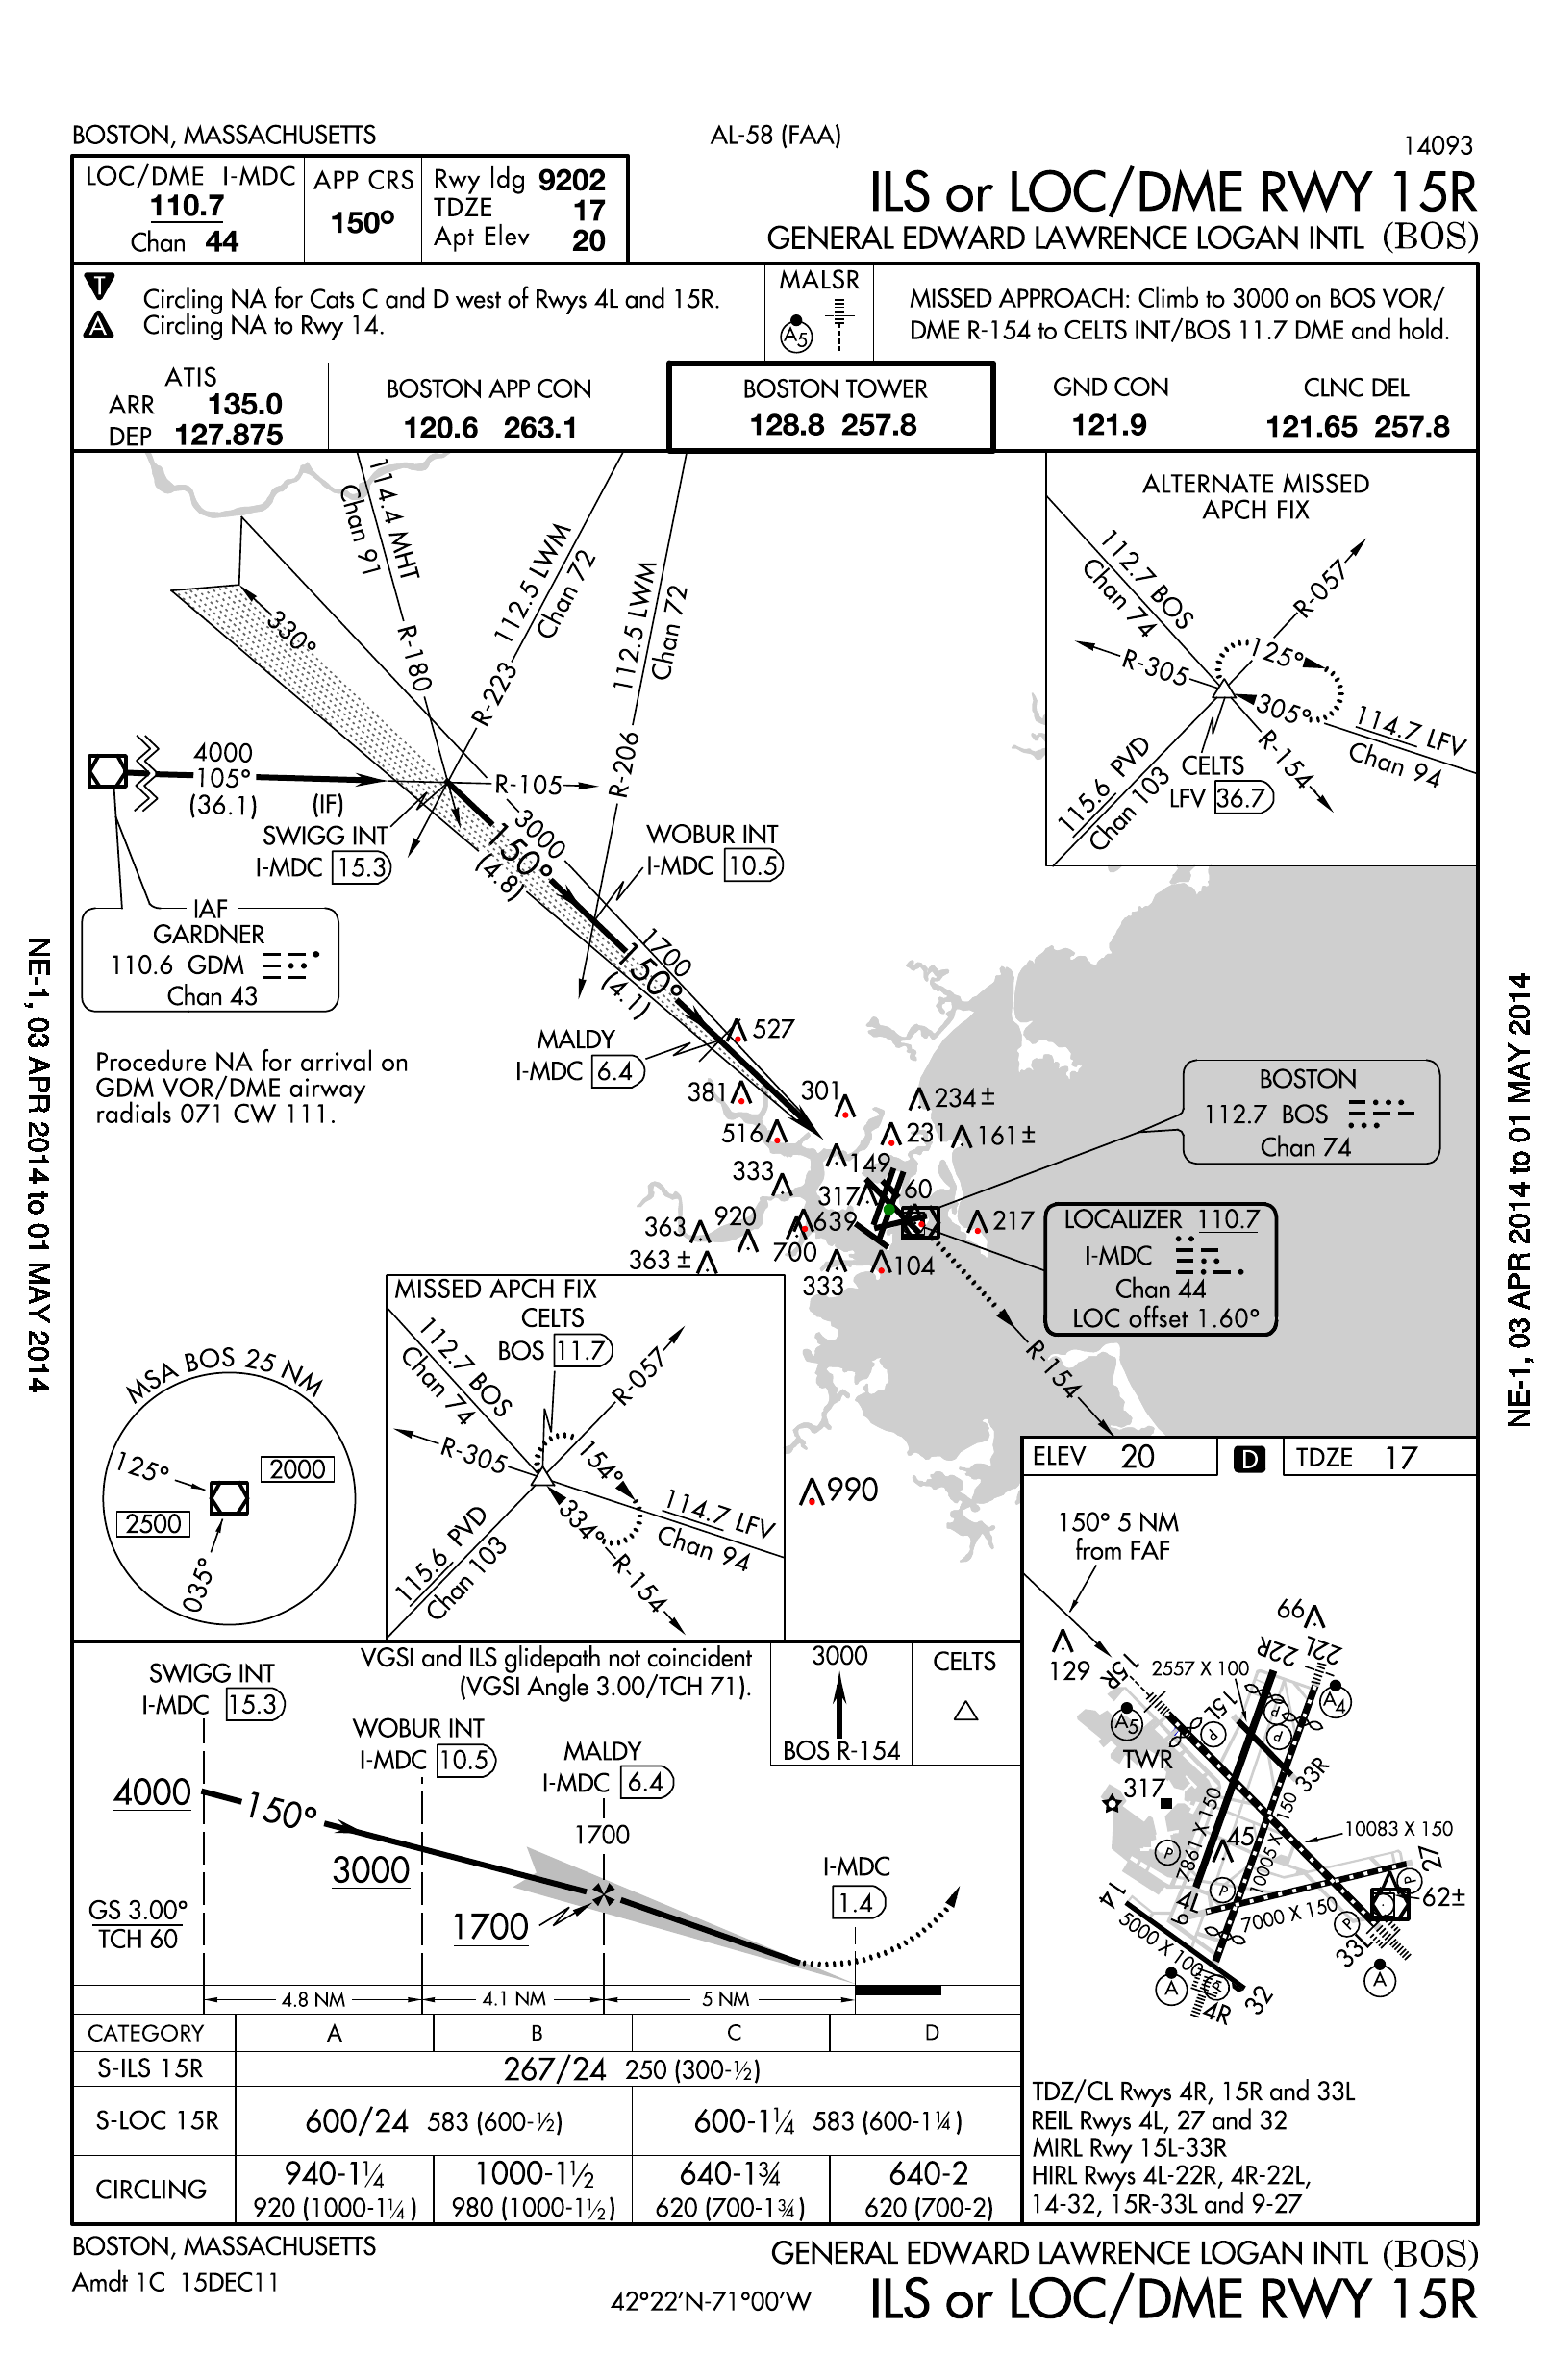 BOSTON, MASSACHUSETTS
AL-58 (FAA)
14093
LOC/DME I-MDC
110.7
Chan 44
APP CRS
150°
Rwy ldg 9202
TDZE 17
Apt Elev 20
ILS or LOC/DME RWY 15R
GENERAL EDWARD LAWRENCE LOGAN INTL (BOS)
T
A
Circling NA for Cats C and D west of Rwys 4L and 15R.
Circling NA to Rwy 14.
MALSR
A5
MISSED APPROACH: Climb to 3000 on BOS VOR/
DME R-154 to CELTS INT/BOS 11.7 DME and hold.
ATIS
ARR 135.0
DEP 127.875
BOSTON APP CON
120.6 263.1
BOSTON TOWER
128.8 257.8
GND CON
121.9
CLNC DEL
121.65 257.8
114.4 MHT
Chan 91
R-180
112.5 LWM
Chan 72
R-223
112.5 LWM
Chan 72
R-206
330°
4000
105°
(36.1)
(IF)
R-105
SWIGG INT
I-MDC 15.3
3000
150°
(4.8)
WOBUR INT
I-MDC 10.5
1700
150°
(4.1)
IAF
GARDNER
110.6 GDM
Chan 43
MALDY
I-MDC 6.4
Procedure NA for arrival on
GDM VOR/DME airway
radials 071 CW 111.
ALTERNATE MISSED
APCH FIX
112.7 BOS
Chan 74
R-057
R-305
125°
305°
114.7 LFV
Chan 94
R-154
CELTS
LFV 36.7
115.6 PVD
Chan 103
527
381
301
234±
516
231
161±
149
333
317
60
363
920
639
217
363±
700
333
104
990
BOSTON
112.7 BOS
Chan 74
LOCALIZER 110.7
I-MDC
Chan 44
LOC offset 1.60°
R-154
MISSED APCH FIX
CELTS
BOS 11.7
112.7 BOS
Chan 74
R-057
R-305
154°
334°
114.7 LFV
Chan 94
R-154
115.6 PVD
Chan 103
MSA BOS 25 NM
125°
2000
2500
035°
ELEV 20
D
TDZE 17
150° 5 NM
from FAF
129
66
15R
2557 X 100
22R
22L
15L
A5
A4
P
P
P
TWR
317
33R
7861 X 150
10005 X 150
10083 X 150
45
P
P
P
P
27
62±
14
4L
9
7000 X 150
5000 X 100
33L
A
A
4R
32
TDZ/CL Rwys 4R, 15R and 33L
REIL Rwys 4L, 27 and 32
MIRL Rwy 15L-33R
HIRL Rwys 4L-22R, 4R-22L,
14-32, 15R-33L and 9-27
SWIGG INT
I-MDC 15.3
VGSI and ILS glidepath not coincident
(VGSI Angle 3.00/TCH 71).
3000
BOS R-154
CELTS
WOBUR INT
I-MDC 10.5
MALDY
I-MDC 6.4
4000
150°
3000
1700
1700
I-MDC
1.4
GS 3.00°
TCH 60
4.8 NM
4.1 NM
5 NM
CATEGORY A B C D
S-ILS 15R 267/24 250 (300-½)
S-LOC 15R 600/24 583 (600-½) 600-1¼ 583 (600-1¼)
CIRCLING
940-1¼ 1000-1½ 640-1¾ 640-2
920 (1000-1¼) 980 (1000-1½) 620 (700-1¾) 620 (700-2)
BOSTON, MASSACHUSETTS
Amdt 1C 15DEC11
42°22'N-71°00'W
GENERAL EDWARD LAWRENCE LOGAN INTL (BOS)
ILS or LOC/DME RWY 15R
NE-1, 03 APR 2014 to 01 MAY 2014
NE-1, 03 APR 2014 to 01 MAY 2014